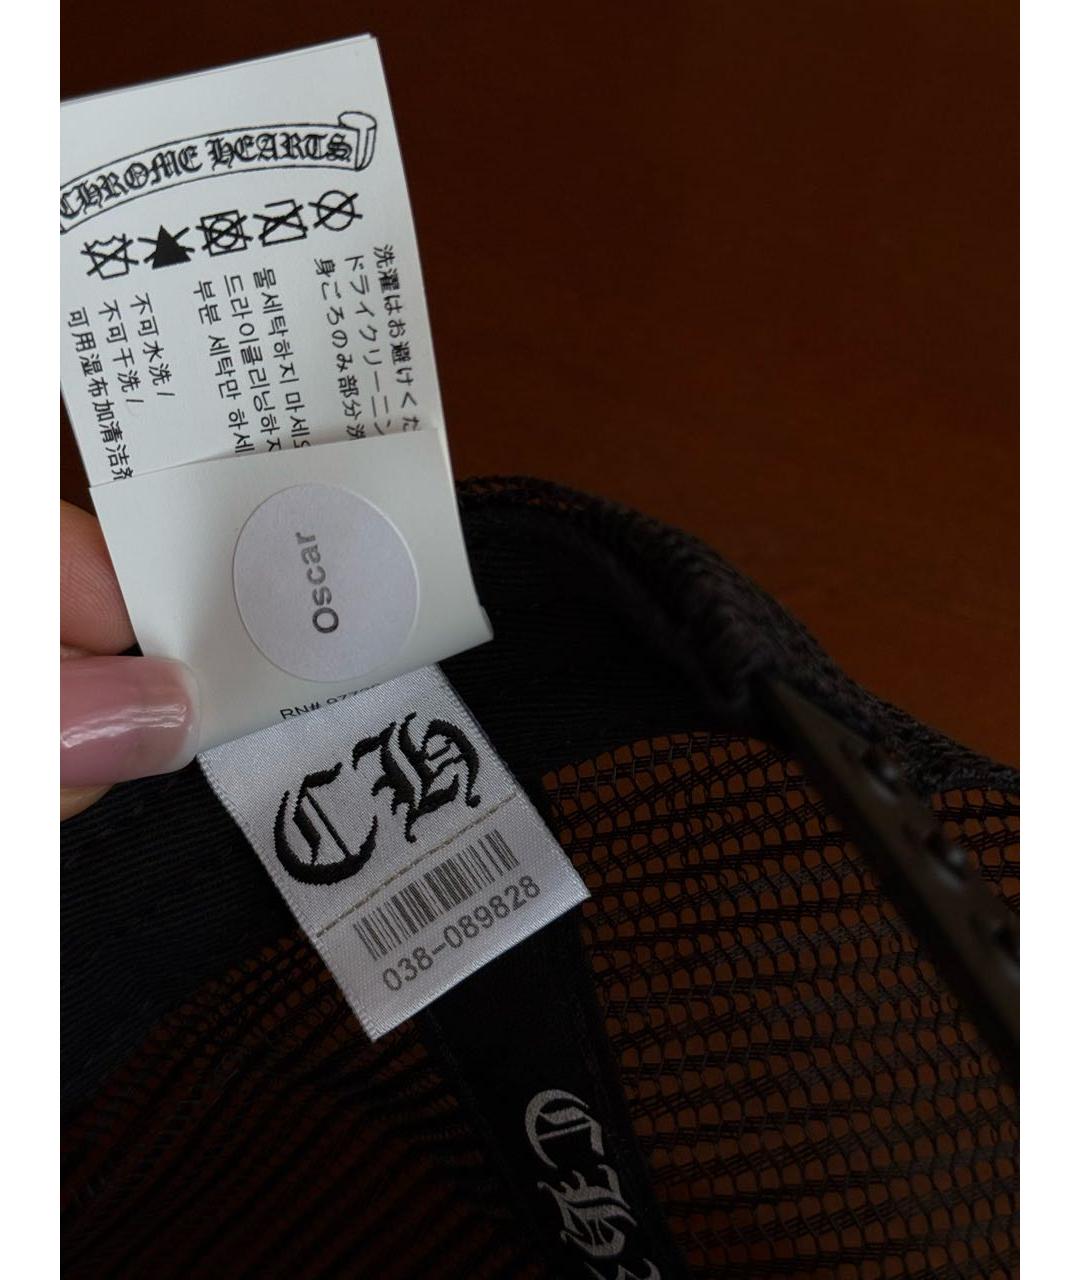 CHROME HEARTS
洗濯はお避けくだ
ドライクリーニン
身ごろのみ部分洗
물세탁하지 마세요
드라이클리닝하지
부분 세탁만 하세
不可水洗/
不可干洗/
可用湿布加清洁剂
Oscar
RN#
CH
038-089828
CH